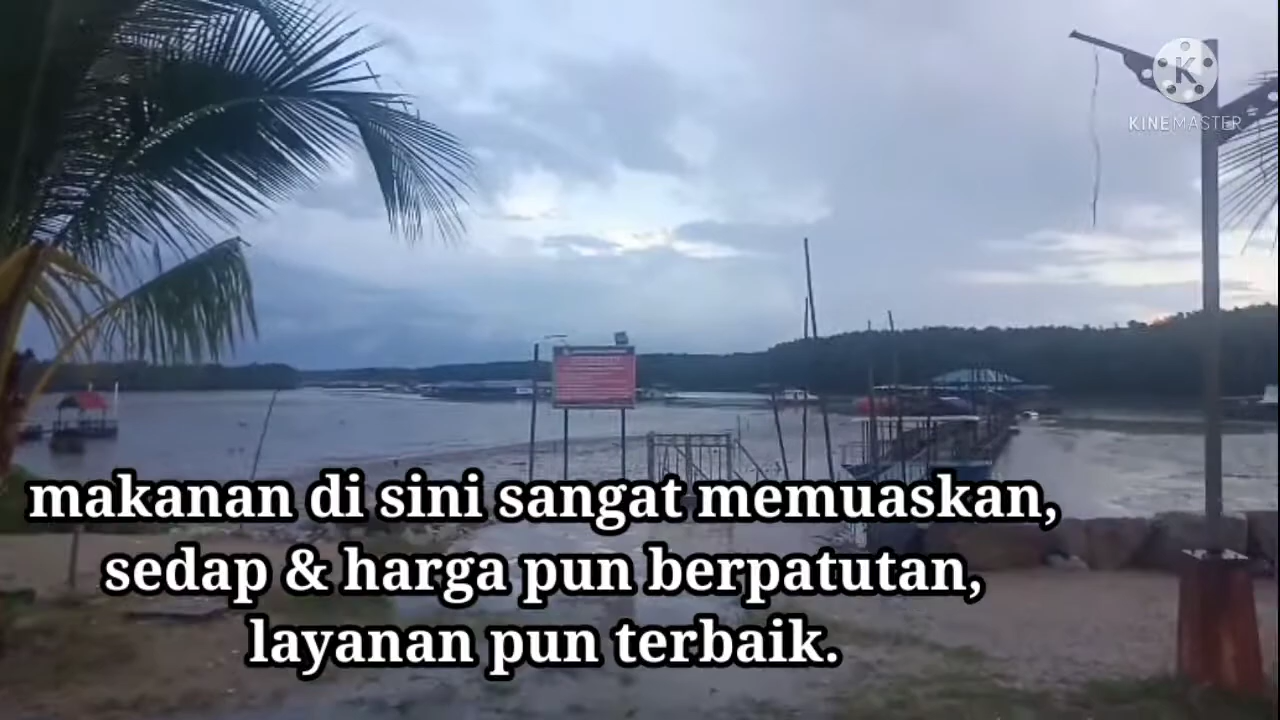 KINEMASTER
makanan di sini sangat memuaskan,
sedap & harga pun berpatutan,
layanan pun terbaik.